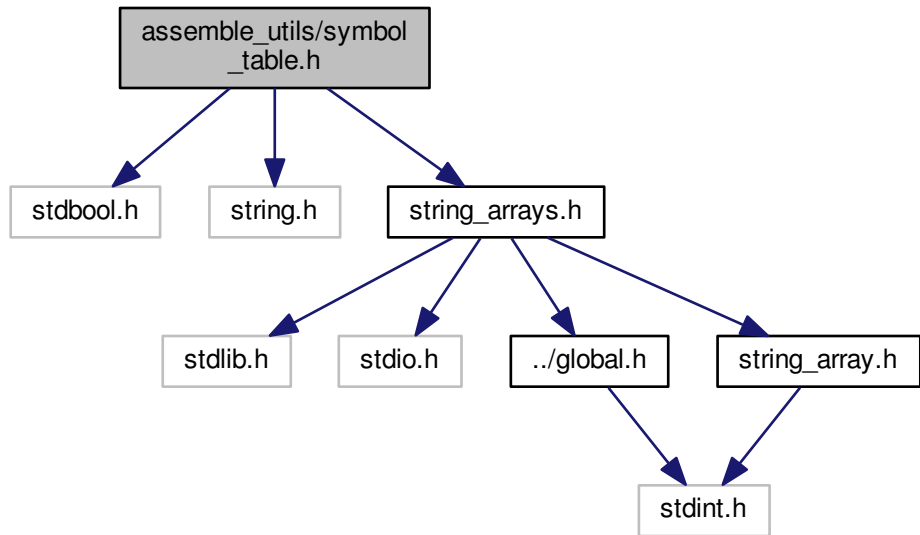 assemble_utils/symbol
_table.h
stdbool.h
string.h
string_arrays.h
stdlib.h
stdio.h
../global.h
string_array.h
stdint.h